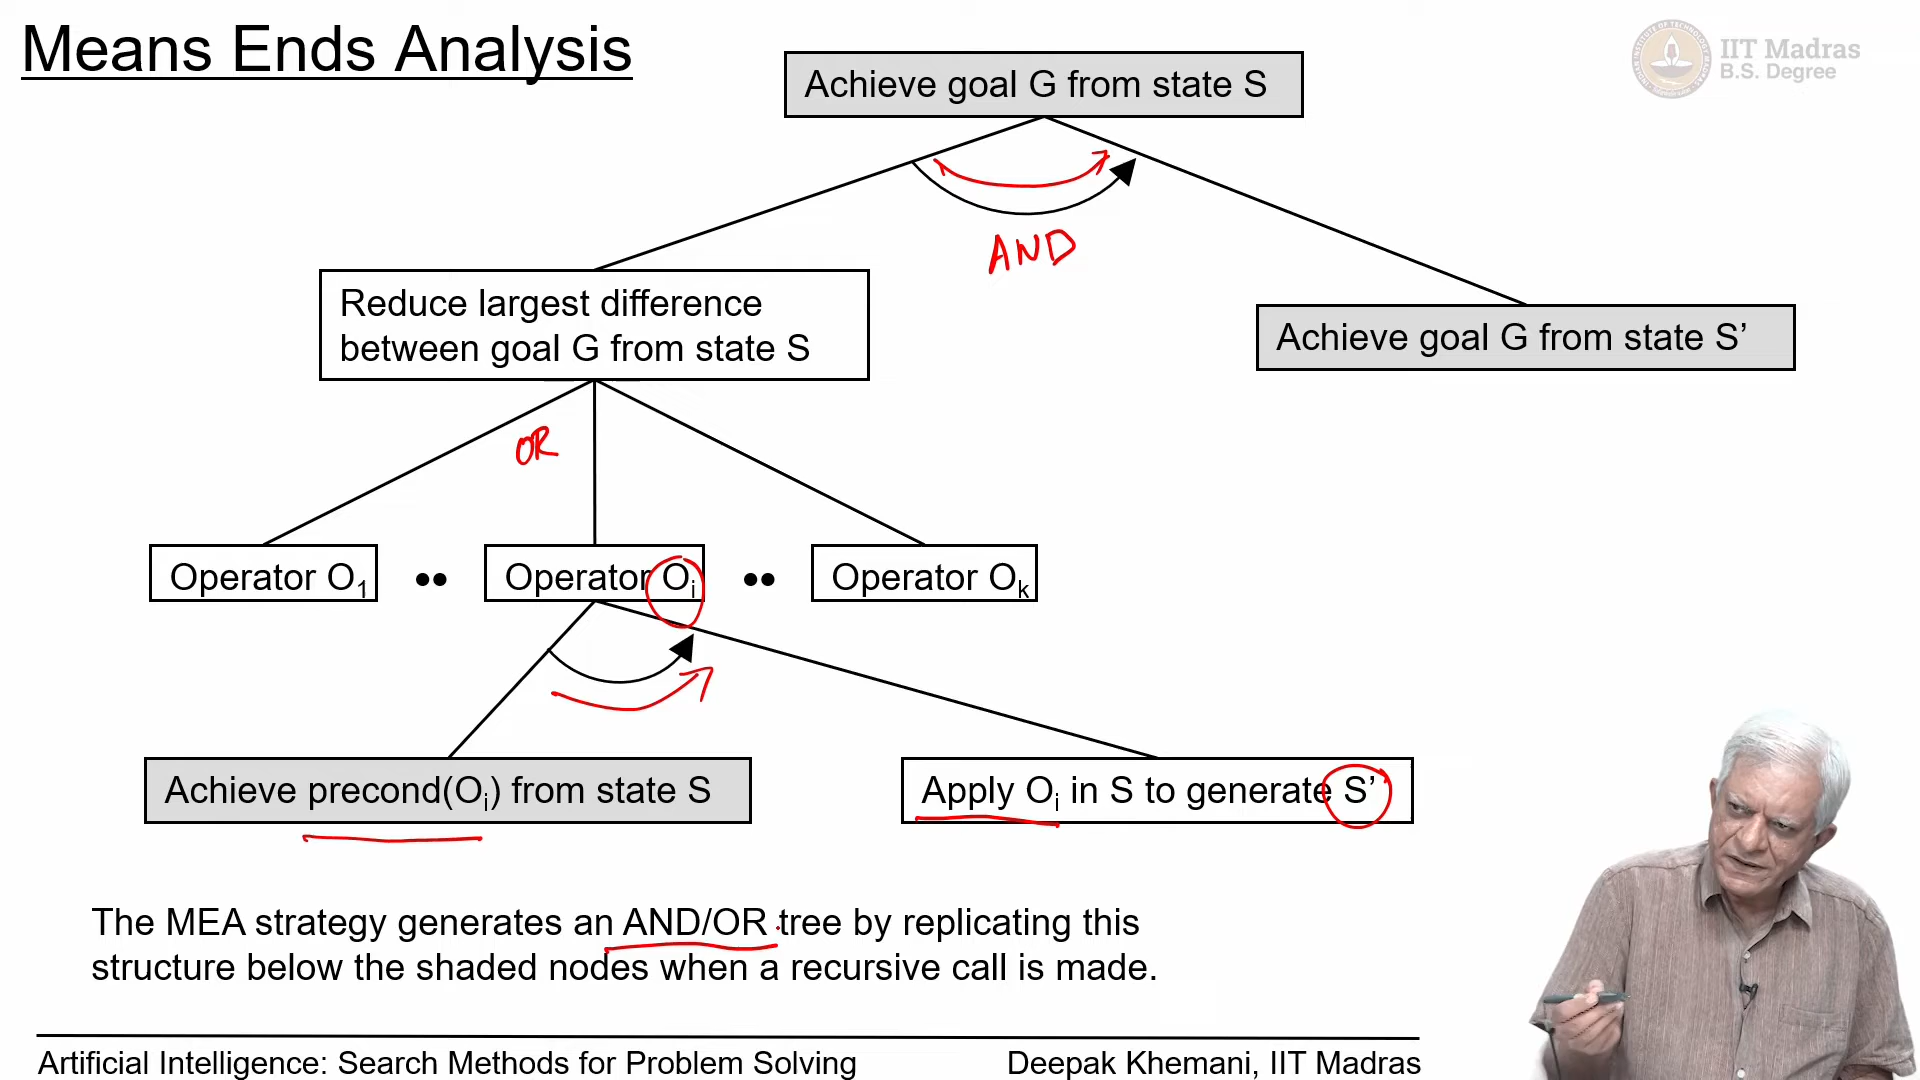 Means Ends Analysis
IIT Madras
B.S. Degree
Achieve goal G from state S
AND
Reduce largest difference
between goal G from state S
Achieve goal G from state S’
OR
Operator O1 •• Operator Oi •• Operator Ok
Achieve precond(Oi) from state S
Apply Oi in S to generate S’
The MEA strategy generates an AND/OR tree by replicating this
structure below the shaded nodes when a recursive call is made.
Artificial Intelligence: Search Methods for Problem Solving
Deepak Khemani, IIT Madras